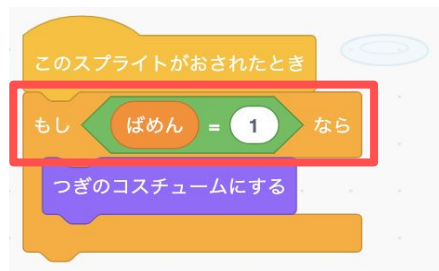 このスプライトがおされたとき
もし ばめん = 1 なら
つぎのコスチュームにする